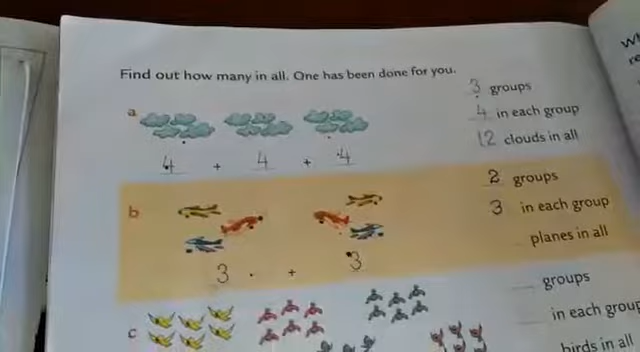 Find out how many in all. One has been done for you.
a
4 + 4 + 4
3 groups
4 in each group
12 clouds in all
b
3 + 3
2 groups
3 in each group
planes in all
c
groups
in each group
birds in all